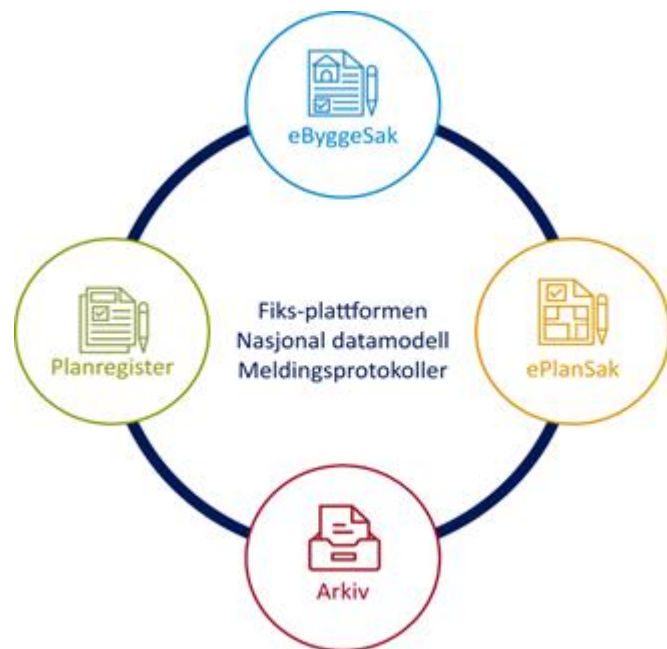 eByggeSak
Planregister
Fiks-plattformen
Nasjonal datamodell
Meldingsprotokoller
ePlanSak
Arkiv